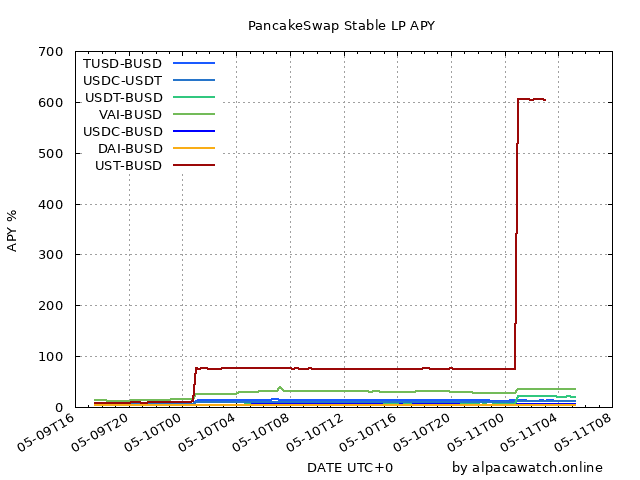 PancakeSwap Stable LP APY
700
600
500
400
300
200
100
0
APY %
TUSD-BUSD
USDC-USDT
USDT-BUSD
VAI-BUSD
USDC-BUSD
DAI-BUSD
UST-BUSD
05-09T16
05-09T20
05-10T00
05-10T04
05-10T08
05-10T12
05-10T16
05-10T20
05-11T00
05-11T04
05-11T08
DATE UTC+0
by alpacawatch.online